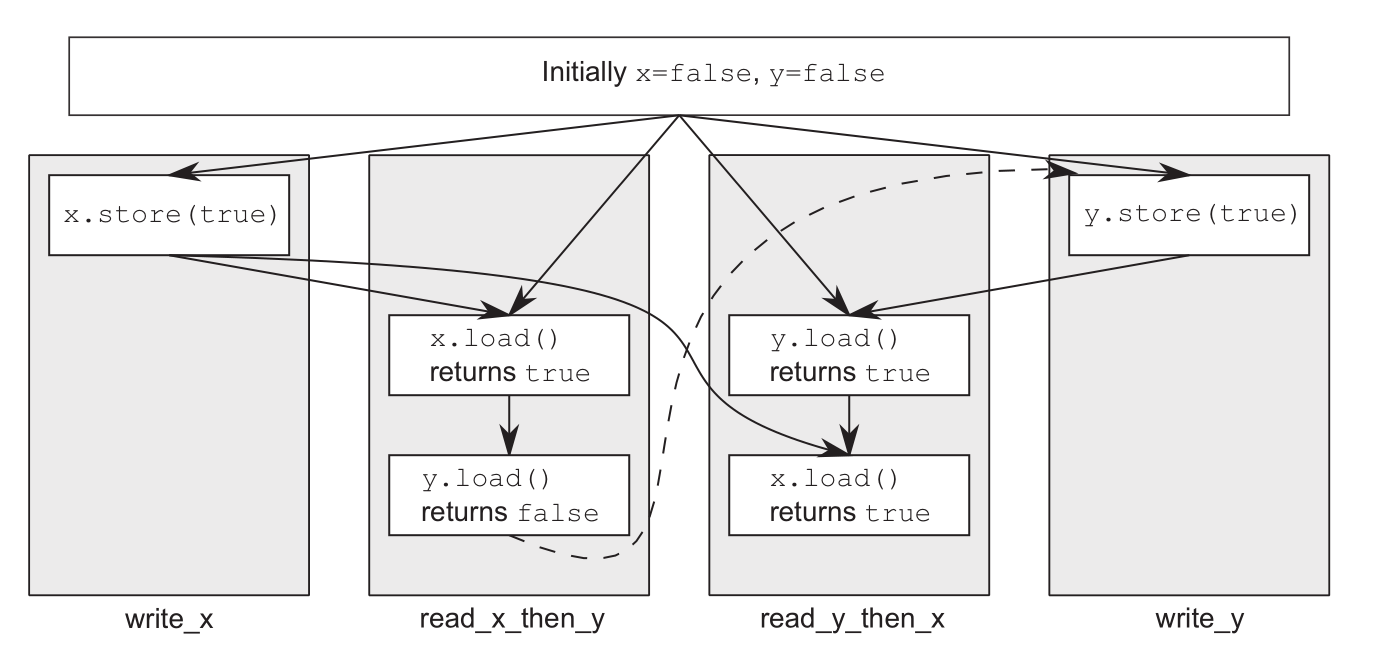 Initially x=false, y=false
x.store(true)
y.store(true)
x.load()
returns true
y.load()
returns true
y.load()
returns false
x.load()
returns true
write_x
read_x_then_y
read_y_then_x
write_y